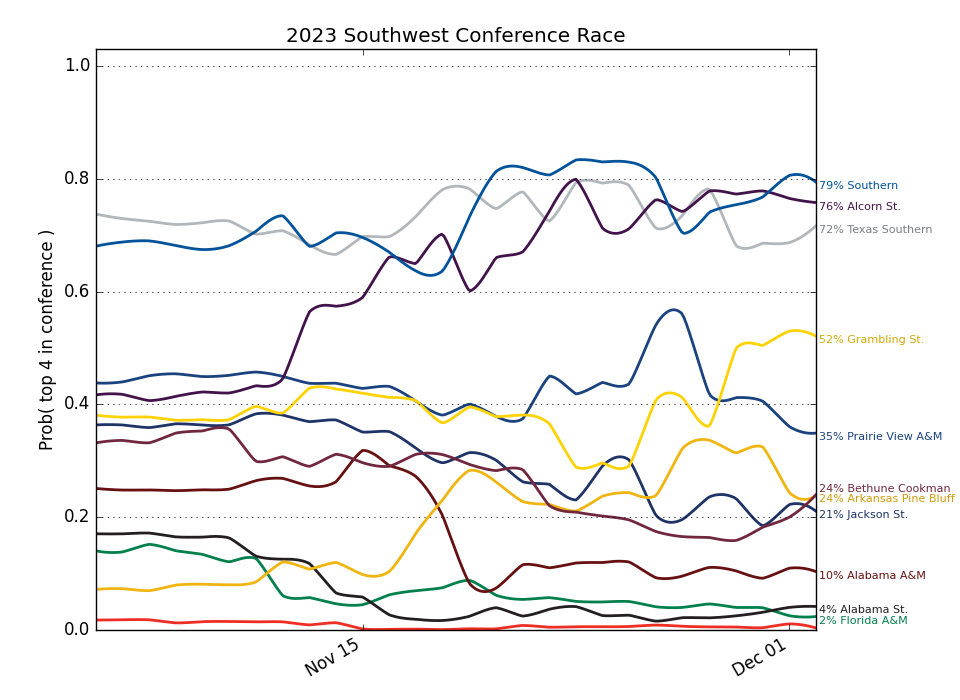 2023 Southwest Conference Race
Prob( top 4 in conference )
1.0
0.8
0.6
0.4
0.2
0.0
Nov 15
Dec 01
79% Southern
76% Alcorn St.
72% Texas Southern
52% Grambling St.
35% Prairie View A&M
24% Bethune Cookman
24% Arkansas Pine Bluff
21% Jackson St.
10% Alabama A&M
4% Alabama St.
2% Florida A&M